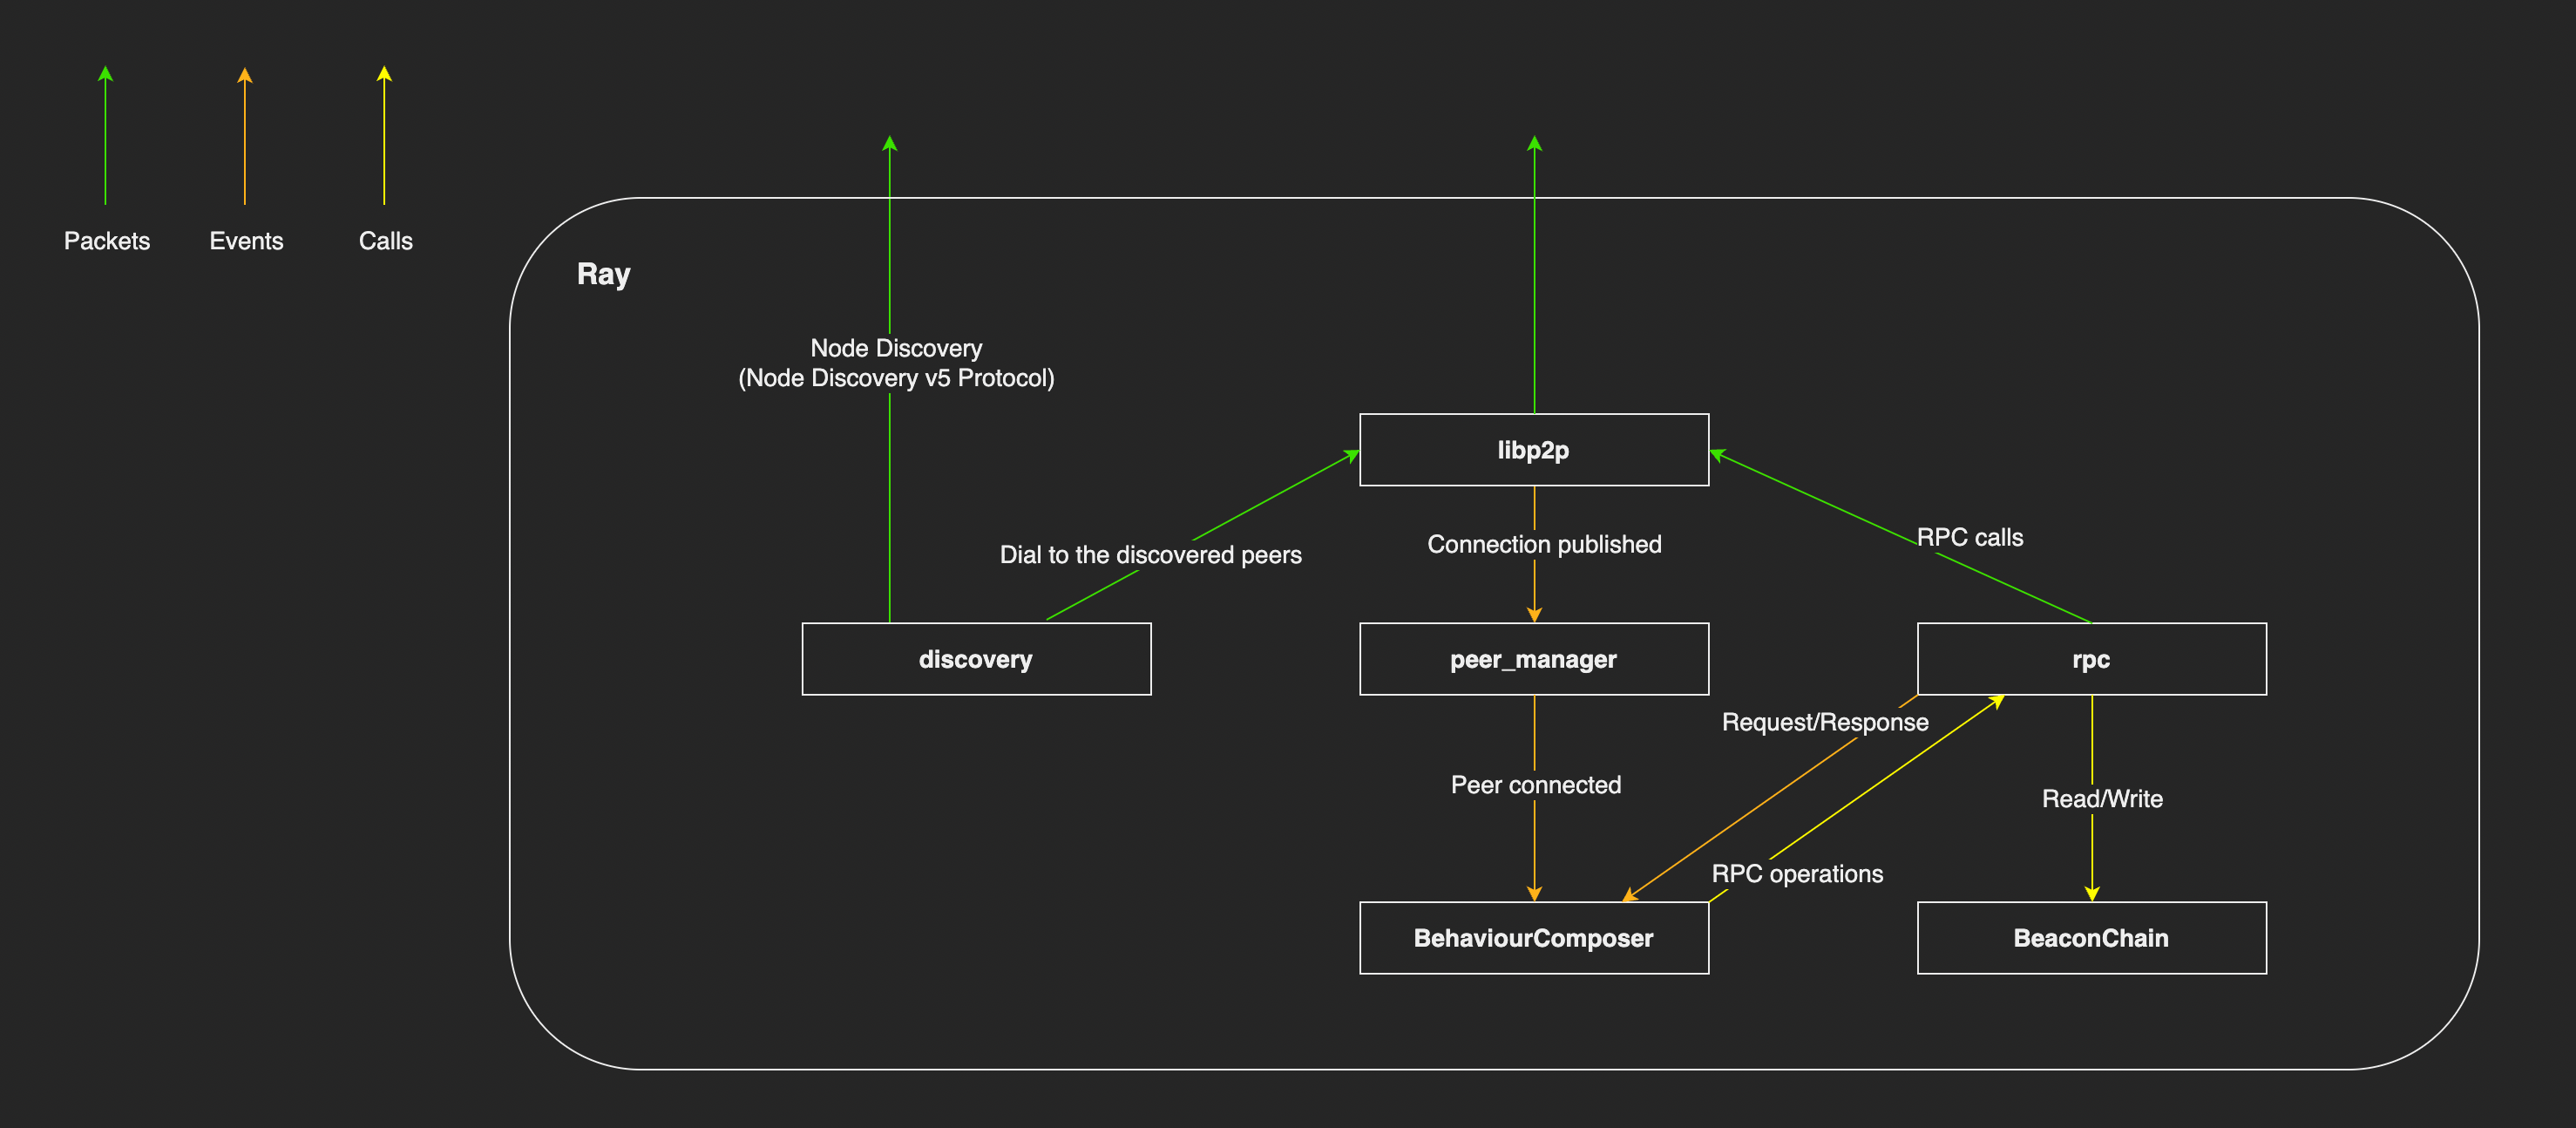 Packets
Events
Calls
Ray
Node Discovery
(Node Discovery v5 Protocol)
libp2p
Dial to the discovered peers
Connection published
RPC calls
discovery
peer_manager
rpc
Request/Response
Peer connected
Read/Write
RPC operations
BehaviourComposer
BeaconChain